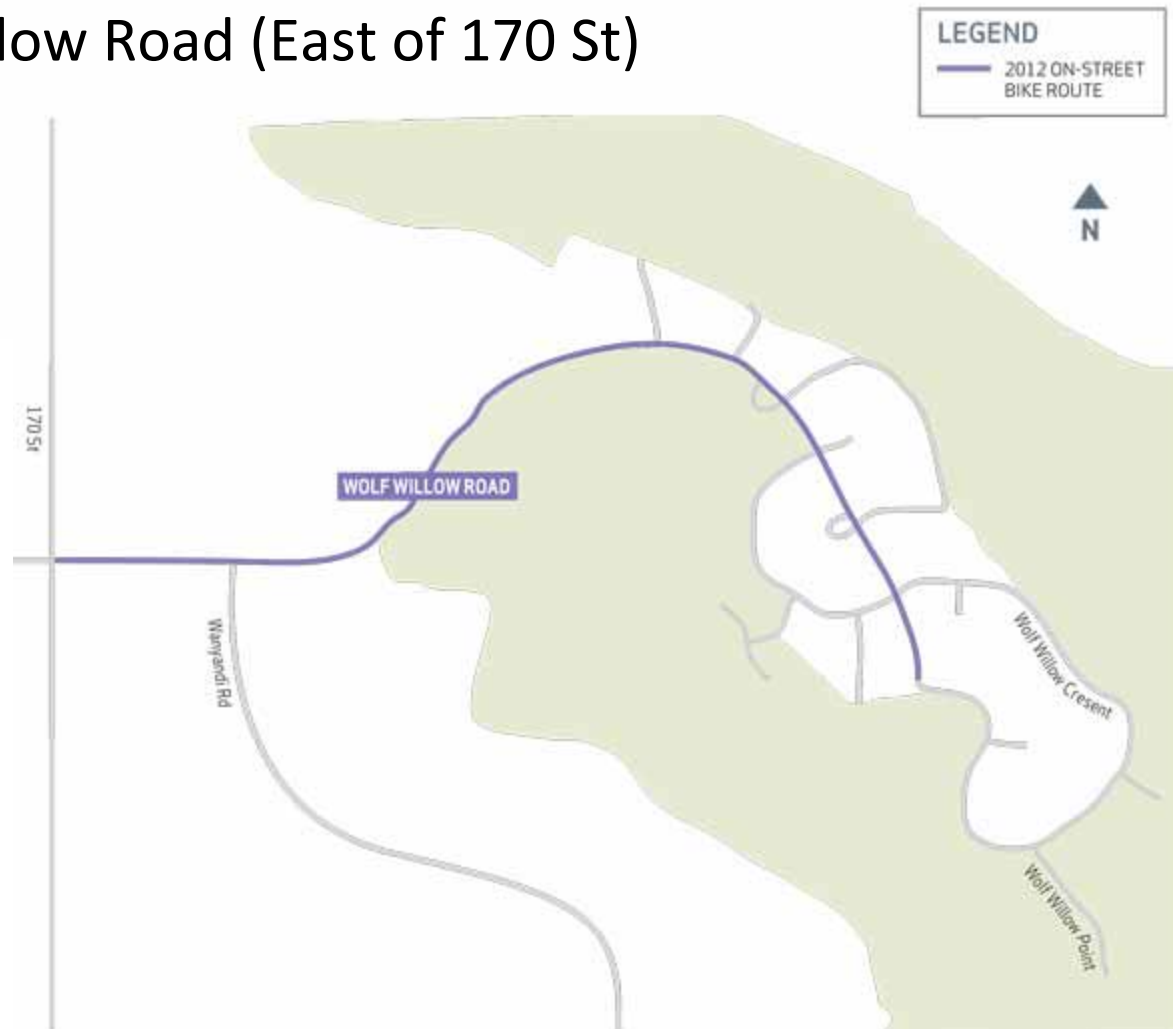 low Road (East of 170 St)
LEGEND
2012 ON-STREET
BIKE ROUTE
N
170 St
WOLF WILLOW ROAD
Wanyandi Rd
Wolf Willow Cresent
Wolf Willow Point